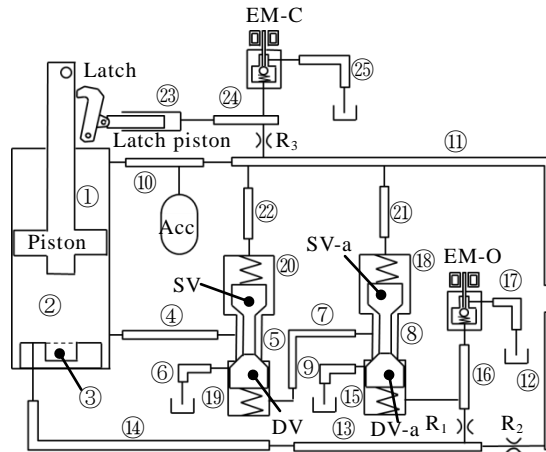 EM-C
Latch
㉕
㉓
㉔
Latch piston
R₃
⑪
①
⑩
Acc
㉒
㉑
Piston
SV
⑳
SV-a
⑱
EM-O
⑰
②
④
⑤
⑦
⑧
⑥
⑨
⑫
③
⑲
⑮
⑯
DV
DV-a
R₁
R₂
⑭
⑬